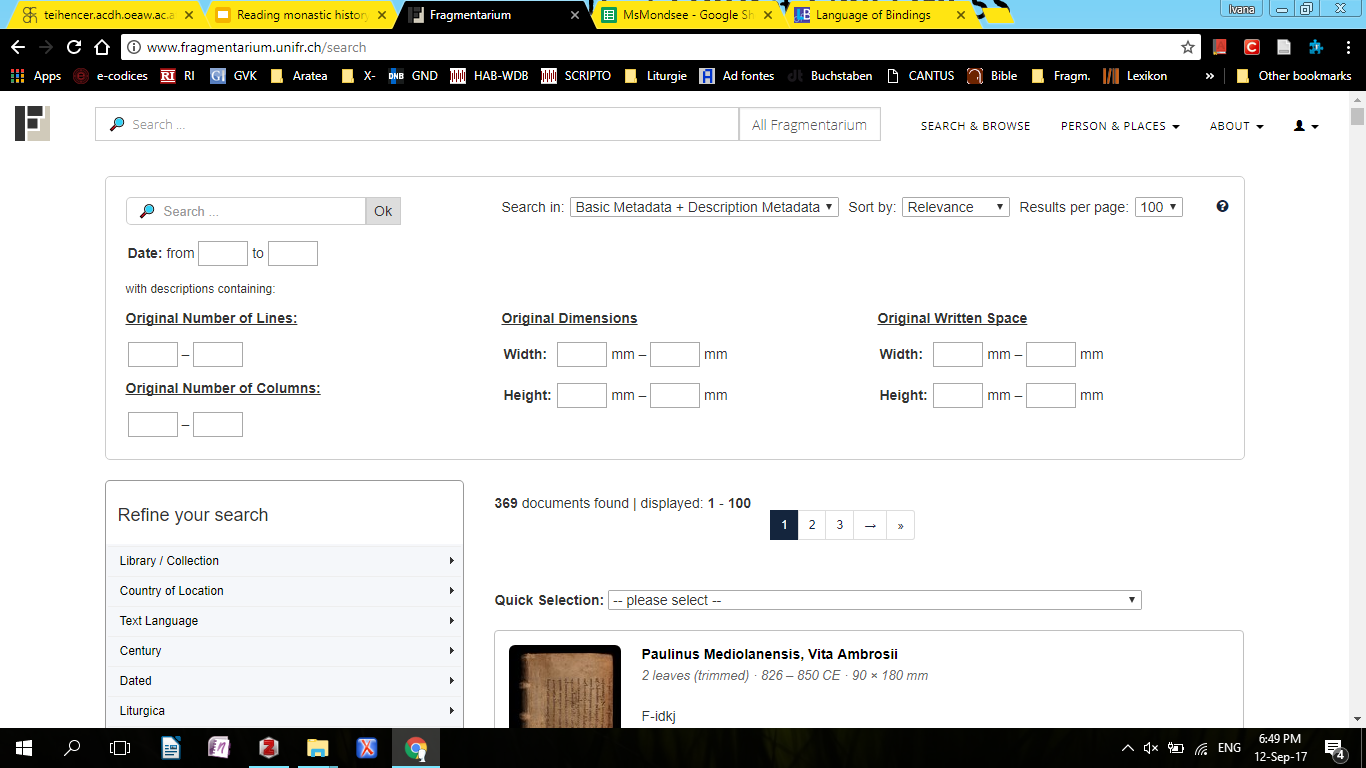 teihencer.acdh.oeaw.ac.a
Reading monastic history
Fragmentarium
MsMondsee - Google Sh
Language of Bindings
Ivana
www.fragmentarium.unifr.ch/search
Apps e-codices RI RI GI GVK Aratea X- DNB GND HAB-WDB SCRIPTO Liturgie Ad fontes dt Buchstaben CANTUS Bible Fragm. Lexikon » Other bookmarks
Search ... All Fragmentarium SEARCH & BROWSE PERSON & PLACES ABOUT
Search ... Ok Search in: Basic Metadata + Description Metadata Sort by: Relevance Results per page: 100
Date: from to
with descriptions containing:
Original Number of Lines: Original Dimensions Original Written Space
– Width: mm – mm Width: mm – mm
Original Number of Columns: Height: mm – mm Height: mm – mm
–
369 documents found | displayed: 1 - 100
1 2 3 → »
Refine your search
Library / Collection
Country of Location
Text Language
Century
Dated
Liturgica
Quick Selection: -- please select --
Paulinus Mediolanensis, Vita Ambrosii
2 leaves (trimmed) · 826 – 850 CE · 90 × 180 mm
F-idkj
ENG
6:49 PM
12-Sep-17
4